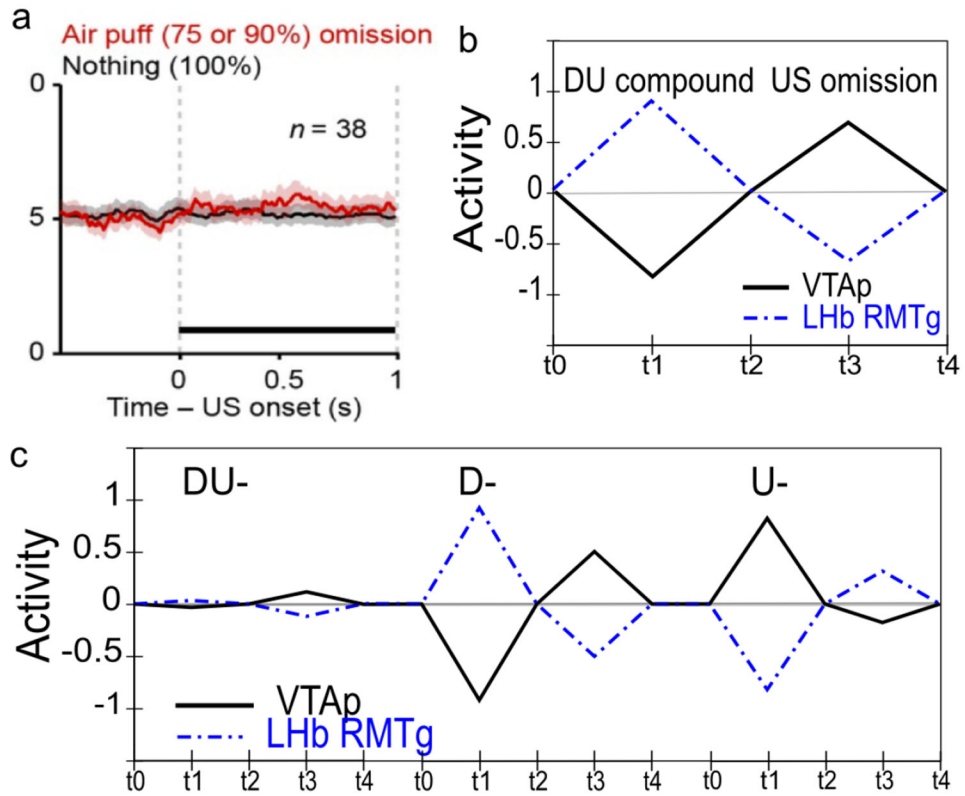 a
Air puff (75 or 90%) omission
Nothing (100%)
0
n = 38
5
0
0 0.5 1
Time – US onset (s)
b
DU compound US omission
Activity
1
0.5
0
-0.5
-1
VTAp
LHb RMTg
t0 t1 t2 t3 t4
c
DU- D- U-
Activity
1
0.5
0
-0.5
-1
VTAp
LHb RMTg
t0 t1 t2 t3 t4 t0 t1 t2 t3 t4 t0 t1 t2 t3 t4